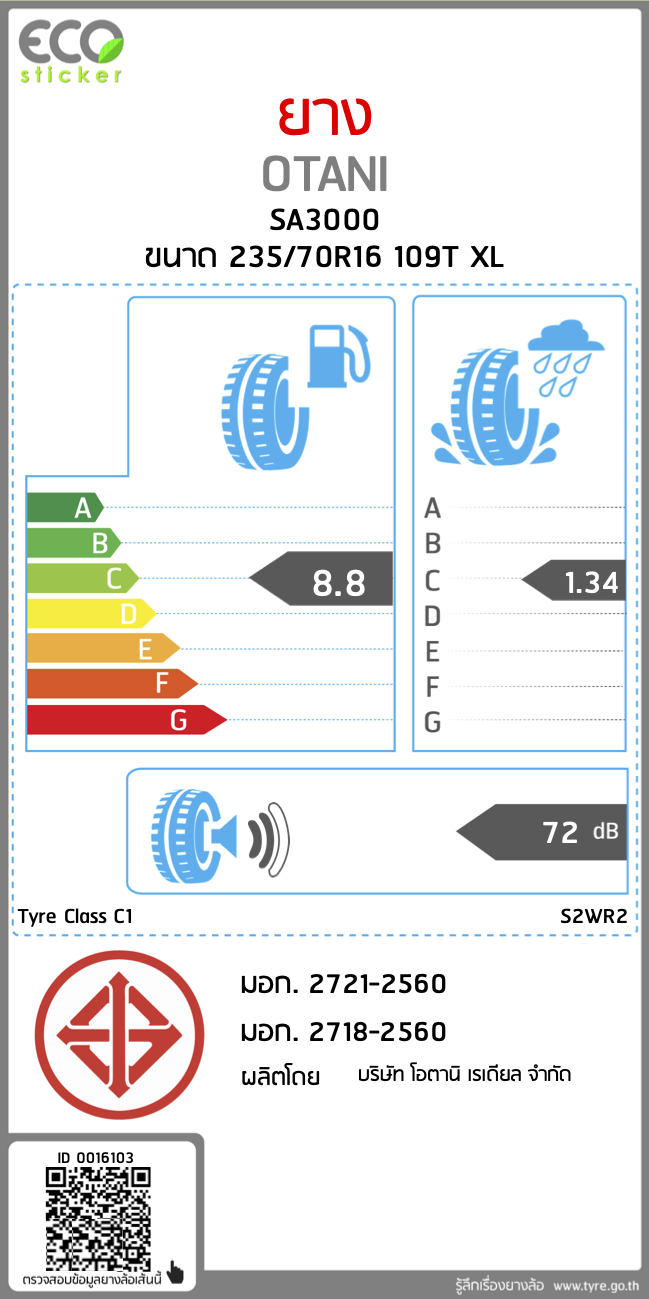 ECO
sticker
ยาง
OTANI
SA3000
ขนาด 235/70R16 109T XL
A
B
C
D
E
F
G
8.8
A
B
C
D
E
F
G
1.34
72 dB
Tyre Class C1
S2WR2
มอก. 2721-2560
มอก. 2718-2560
ผลิตโดย บริษัท โอตานิ เรเดียล จำกัด
ID 0016103
ตรวจสอบข้อมูลยางล้อเส้นนี้
รู้ลึกเรื่องยางล้อ www.tyre.go.th